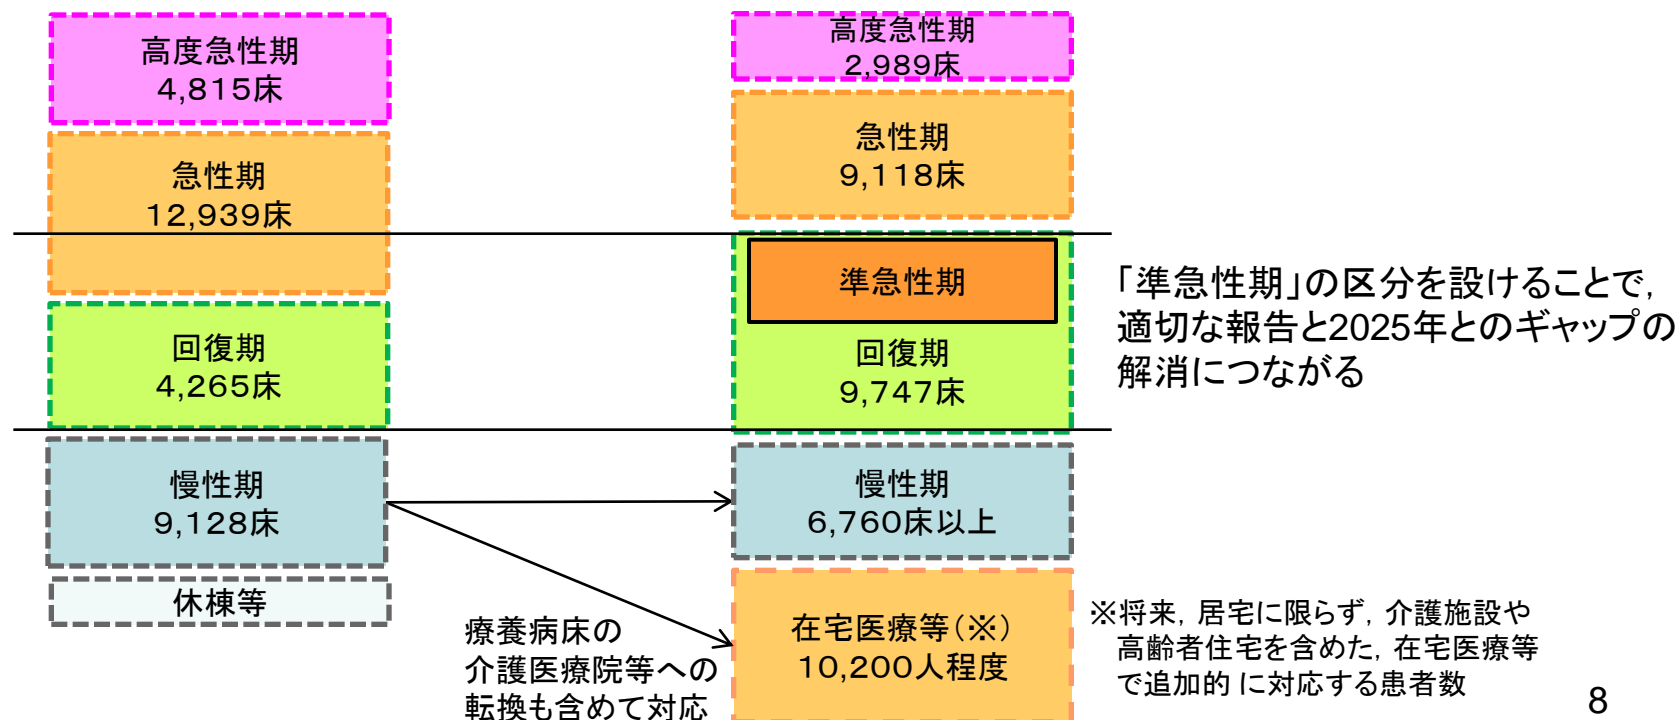 高度急性期
4,815床
急性期
12,939床
回復期
4,265床
慢性期
9,128床
休棟等
高度急性期
2,989床
急性期
9,118床
準急性期
回復期
9,747床
慢性期
6,760床以上
在宅医療等(※)
10,200人程度
療養病床の
介護医療院等への
転換も含めて対応
「準急性期」の区分を設けることで,
適切な報告と2025年とのギャップの
解消につながる
※将来, 居宅に限らず, 介護施設や
高齢者住宅を含めた, 在宅医療等
で追加的 に対応する患者数
8